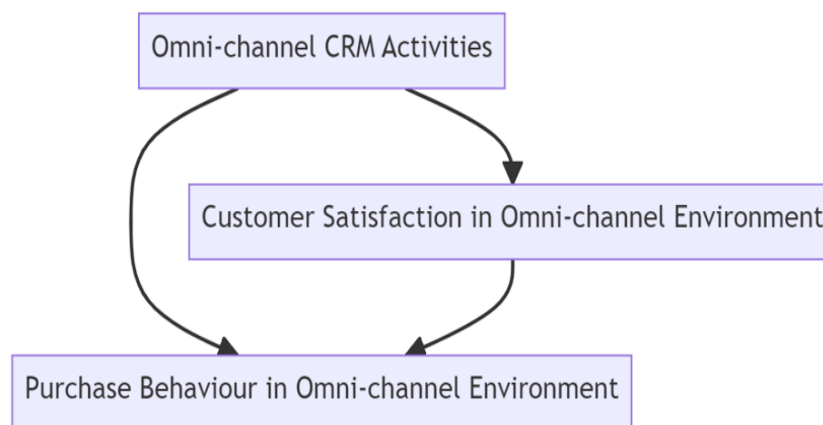 Omni-channel CRM Activities
Customer Satisfaction in Omni-channel Environment
Purchase Behaviour in Omni-channel Environment